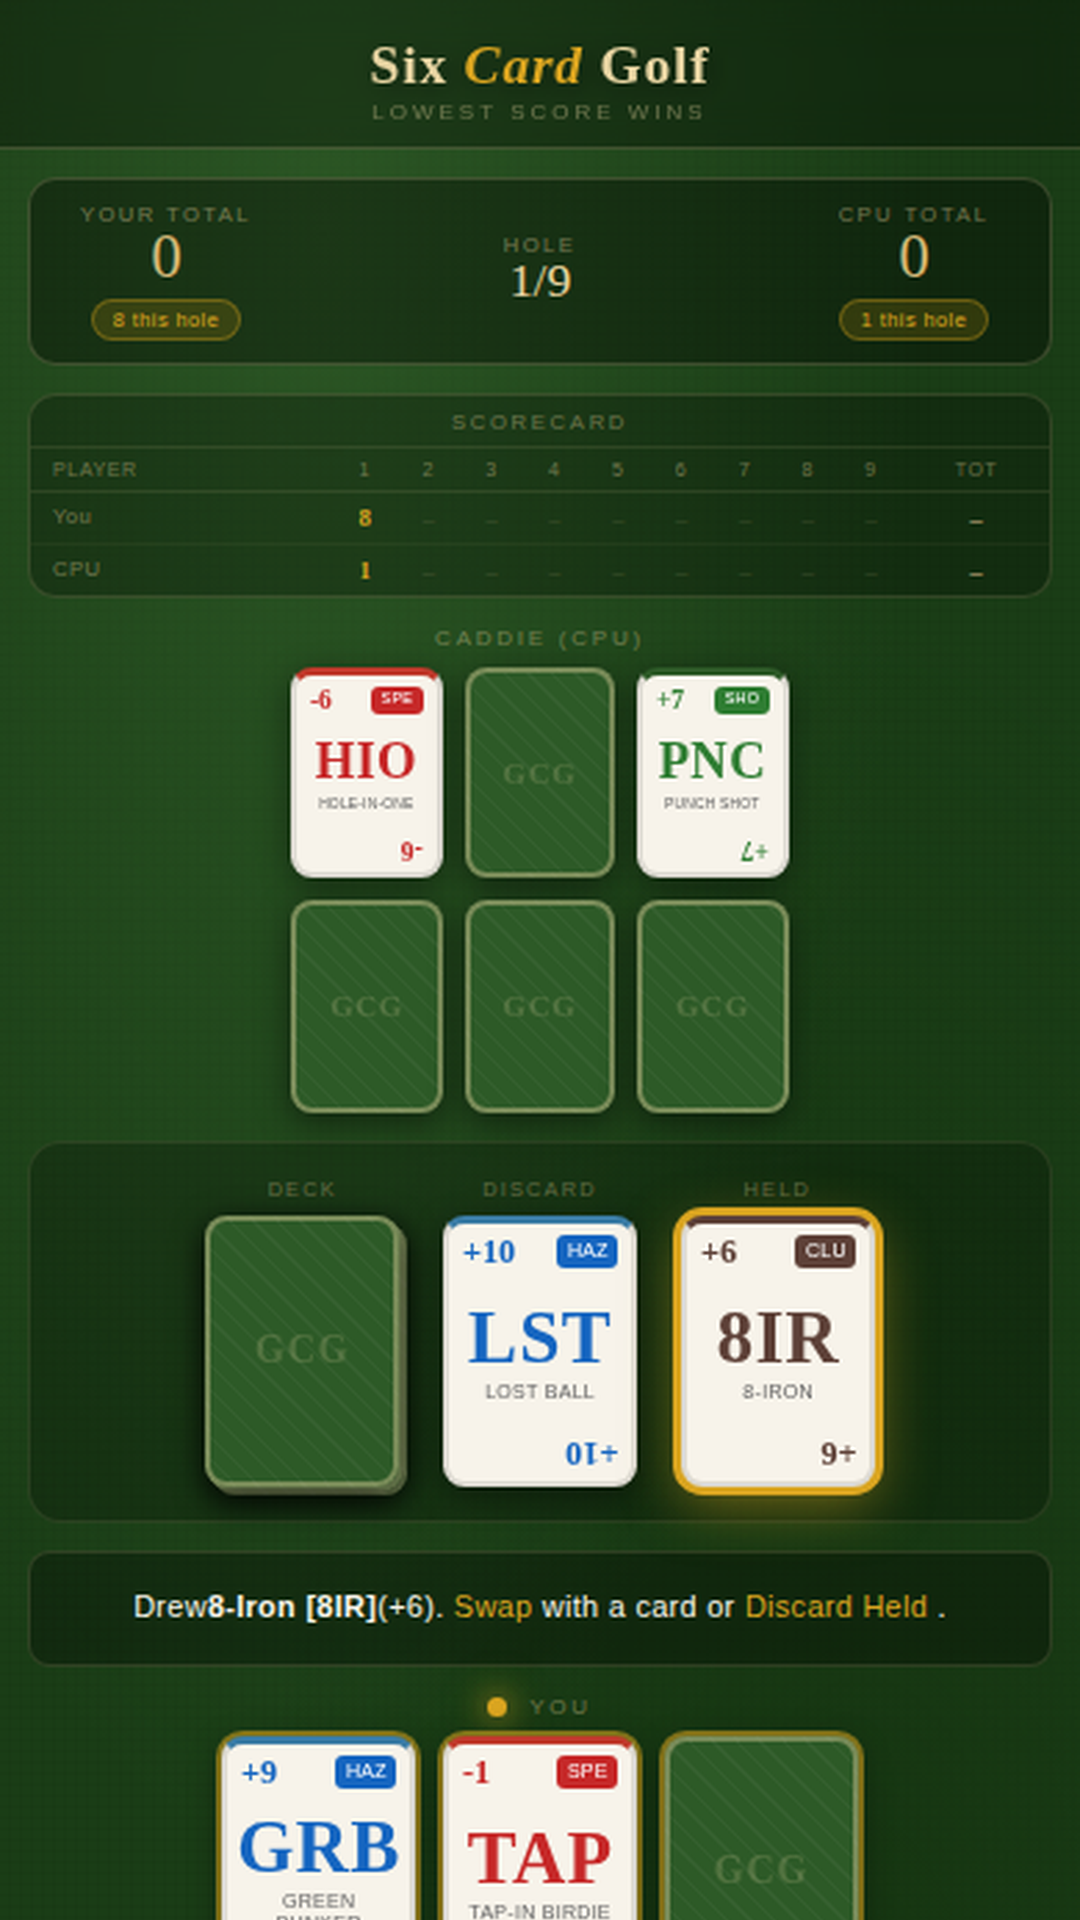 Six Card Golf
LOWEST SCORE WINS
YOUR TOTAL
0
8 this hole
HOLE
1/9
CPU TOTAL
0
1 this hole
SCORECARD
PLAYER 1 2 3 4 5 6 7 8 9 TOT
You 8 – – – – – – – – –
CPU 1 – – – – – – – – –
CADDIE (CPU)
-6 SPE
HIO
HOLE-IN-ONE
-6
GCG
+7 SHO
PNC
PUNCH SHOT
+7
GCG
GCG
GCG
DECK
GCG
DISCARD
+10 HAZ
LST
LOST BALL
+10
HELD
+6 CLU
8IR
8-IRON
+6
Drew8-Iron [8IR](+6). Swap with a card or Discard Held .
YOU
+9 HAZ
GRB
GREEN
BUNKER
-1 SPE
TAP
TAP-IN BIRDIE
GCG